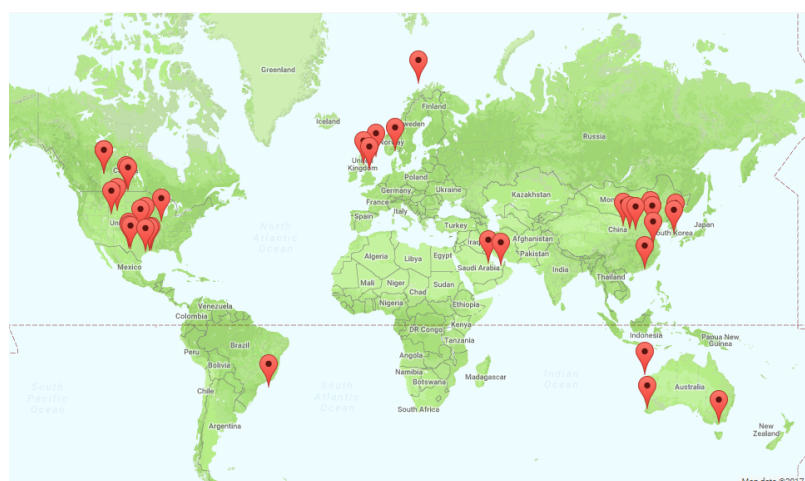 Greenland
Iceland
Finland
Sweden
Norway
Russia
United
Kingdom
Poland
Germany
Ukraine
France
Kazakhstan
Italy
Spain
Turkey
Mon
China
South Korea
Japan
North
Atlantic
Ocean
Iraq
Afghanistan
Pakistan
Algeria
Libya
Egypt
Saudi Arabia
India
Thailand
Mexico
Mali
Niger
Sudan
Chad
Nigeria
Ethiopia
Venezuela
Colombia
DR Congo
Kenya
Tanzania
Indonesia
Papua New
Guinea
Peru
Brazil
Bolivia
Angola
Namibia
Botswana
Madagascar
Indian
Ocean
Chile
South
Pacific
Ocean
South
Atlantic
Ocean
Australia
South Africa
Argentina
New
Zealand
Map data ©2017